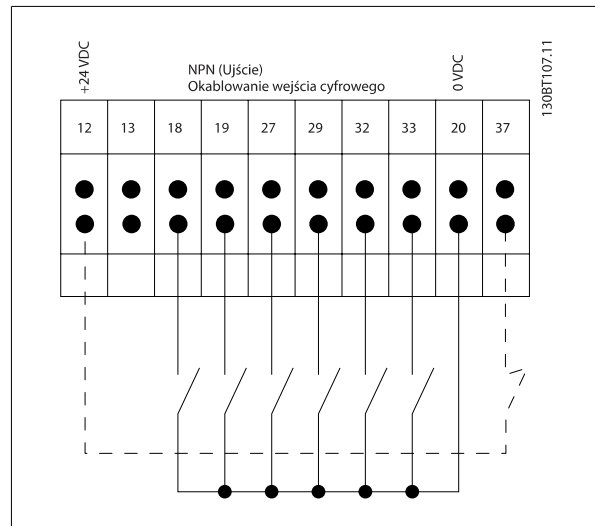 +24 VDC
NPN (Ujście)
Okablowanie wejścia cyfrowego
0 VDC
130BT107.11
12 13 18 19 27 29 32 33 20 37